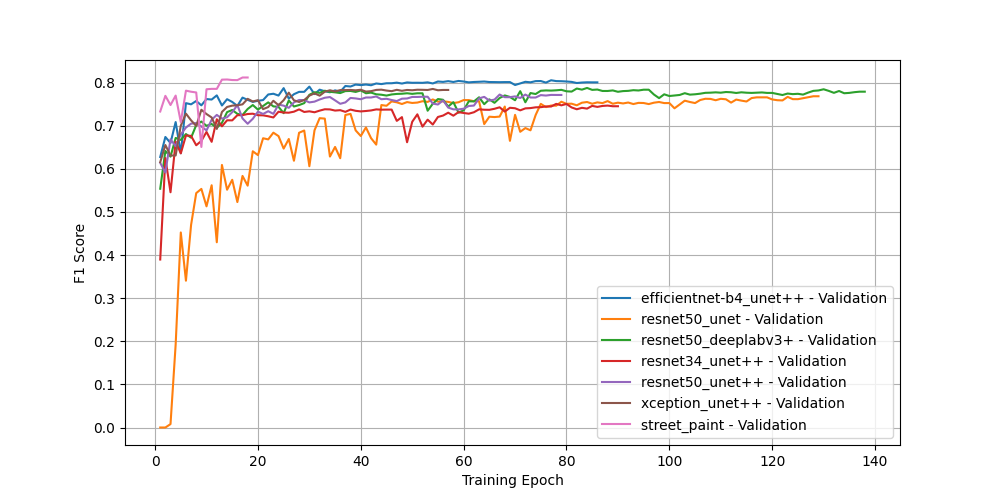 0.8
0.7
0.6
0.5
0.4
0.3
0.2
0.1
0.0
F1 Score
0 20 40 60 80 100 120 140
Training Epoch
efficientnet-b4_unet++ - Validation
resnet50_unet - Validation
resnet50_deeplabv3+ - Validation
resnet34_unet++ - Validation
resnet50_unet++ - Validation
xception_unet++ - Validation
street_paint - Validation